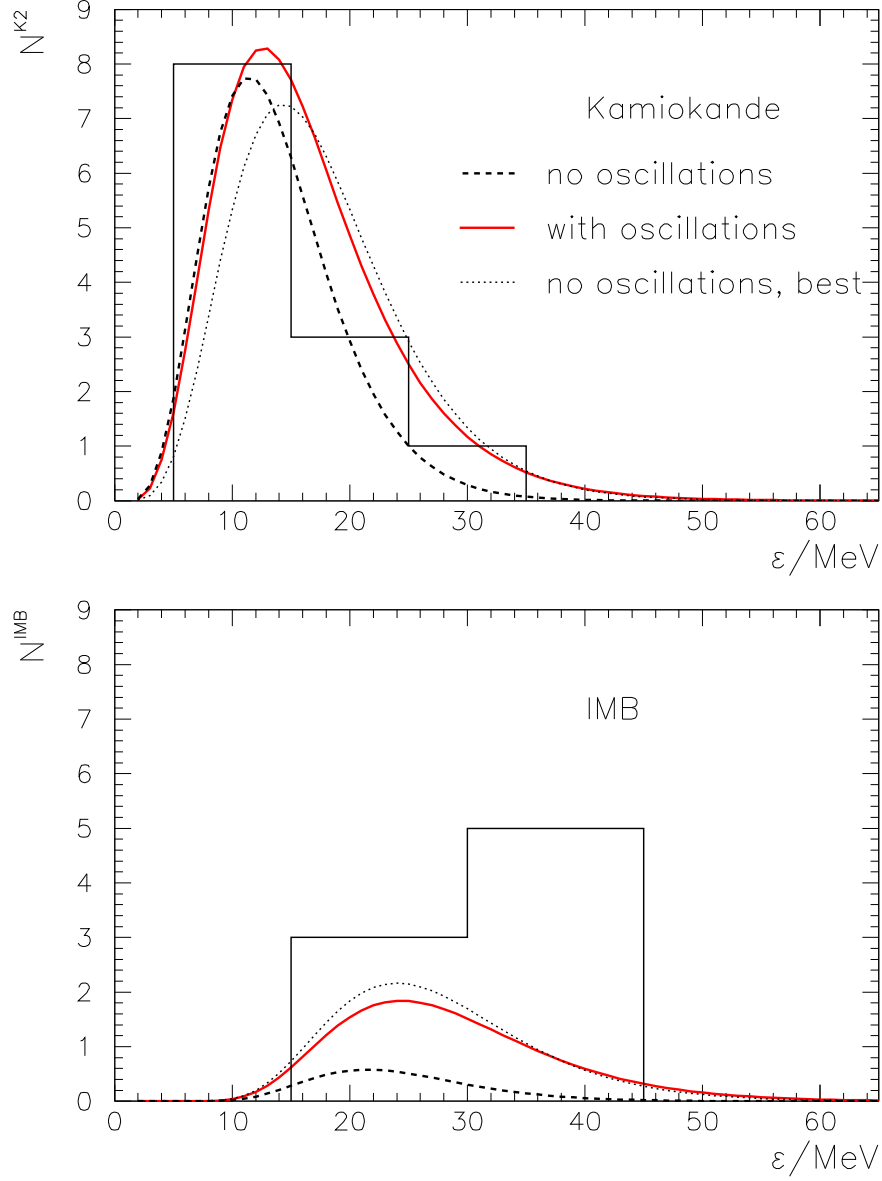 N^K2
9
8
7
6
5
4
3
2
1
0
Kamiokande
no oscillations
with oscillations
no oscillations, best
0 10 20 30 40 50 60
ε/MeV
N^IMB
9
8
7
6
5
4
3
2
1
0
IMB
0 10 20 30 40 50 60
ε/MeV